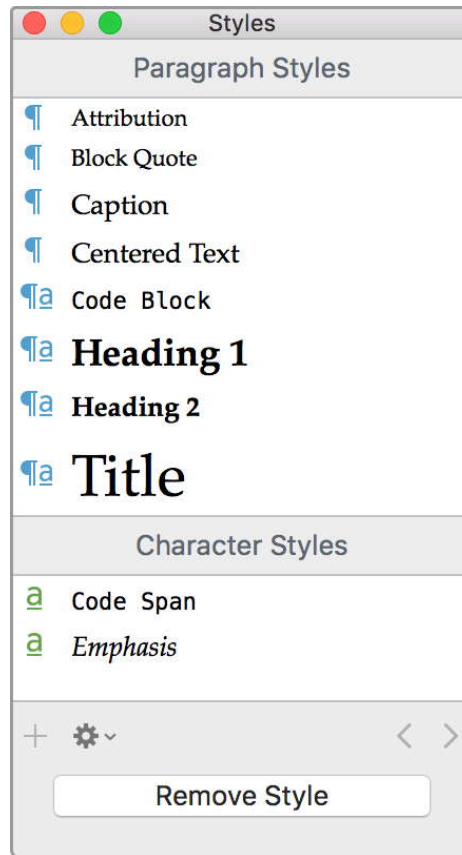 Styles
Paragraph Styles
¶ Attribution
¶ Block Quote
¶ Caption
¶ Centered Text
¶a Code Block
¶a Heading 1
¶a Heading 2
¶a Title
Character Styles
a Code Span
a Emphasis
Remove Style